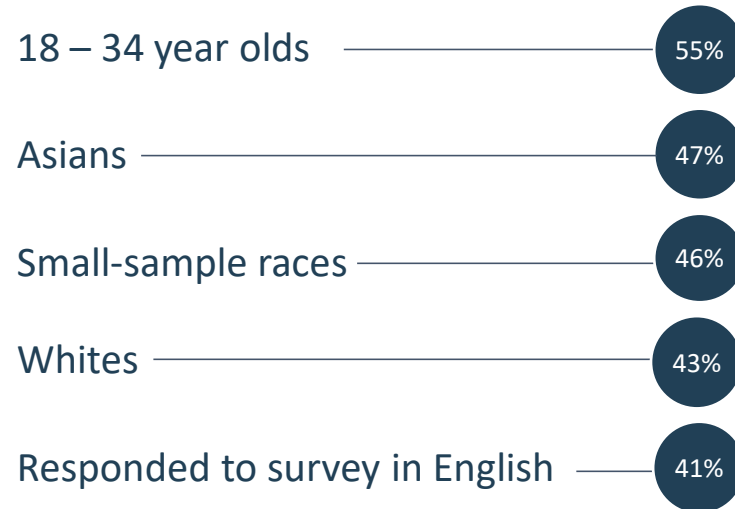 18 – 34 year olds 55%
Asians 47%
Small-sample races 46%
Whites 43%
Responded to survey in English 41%